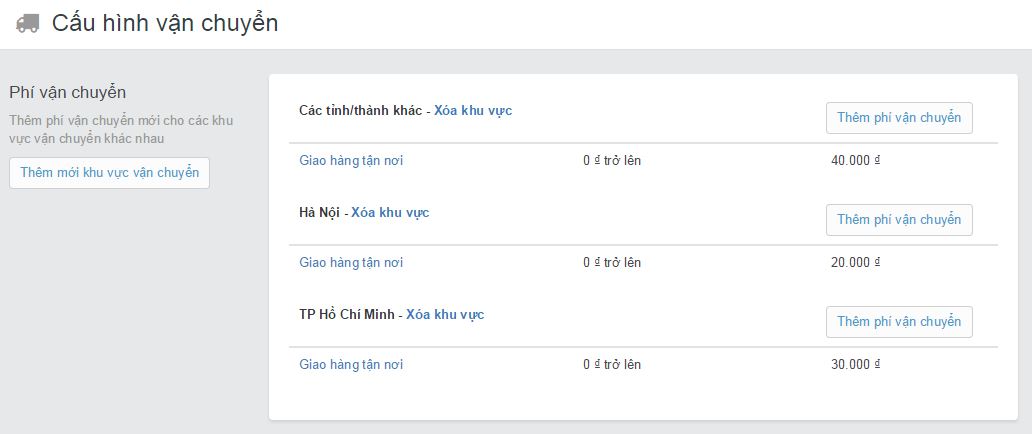 Cấu hình vận chuyển
Phí vận chuyển
Thêm phí vận chuyển mới cho các khu
vực vận chuyển khác nhau
Thêm mới khu vực vận chuyển
Các tỉnh/thành khác - Xóa khu vực
Thêm phí vận chuyển
Giao hàng tận nơi 0 ₫ trở lên 40.000 ₫
Hà Nội - Xóa khu vực
Thêm phí vận chuyển
Giao hàng tận nơi 0 ₫ trở lên 20.000 ₫
TP Hồ Chí Minh - Xóa khu vực
Thêm phí vận chuyển
Giao hàng tận nơi 0 ₫ trở lên 30.000 ₫